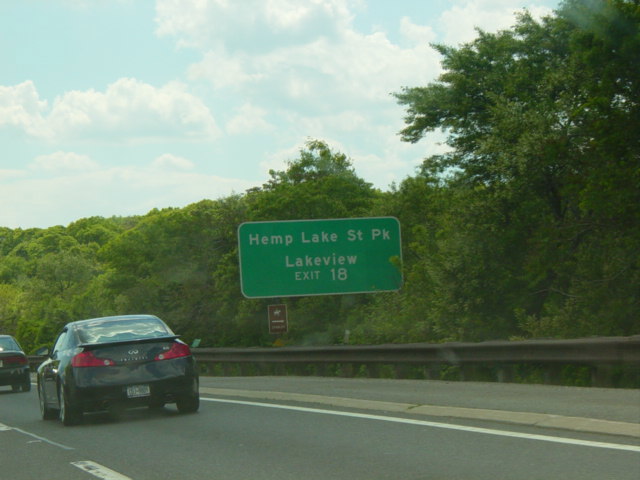 Hemp Lake St Pk
Lakeview
EXIT 18